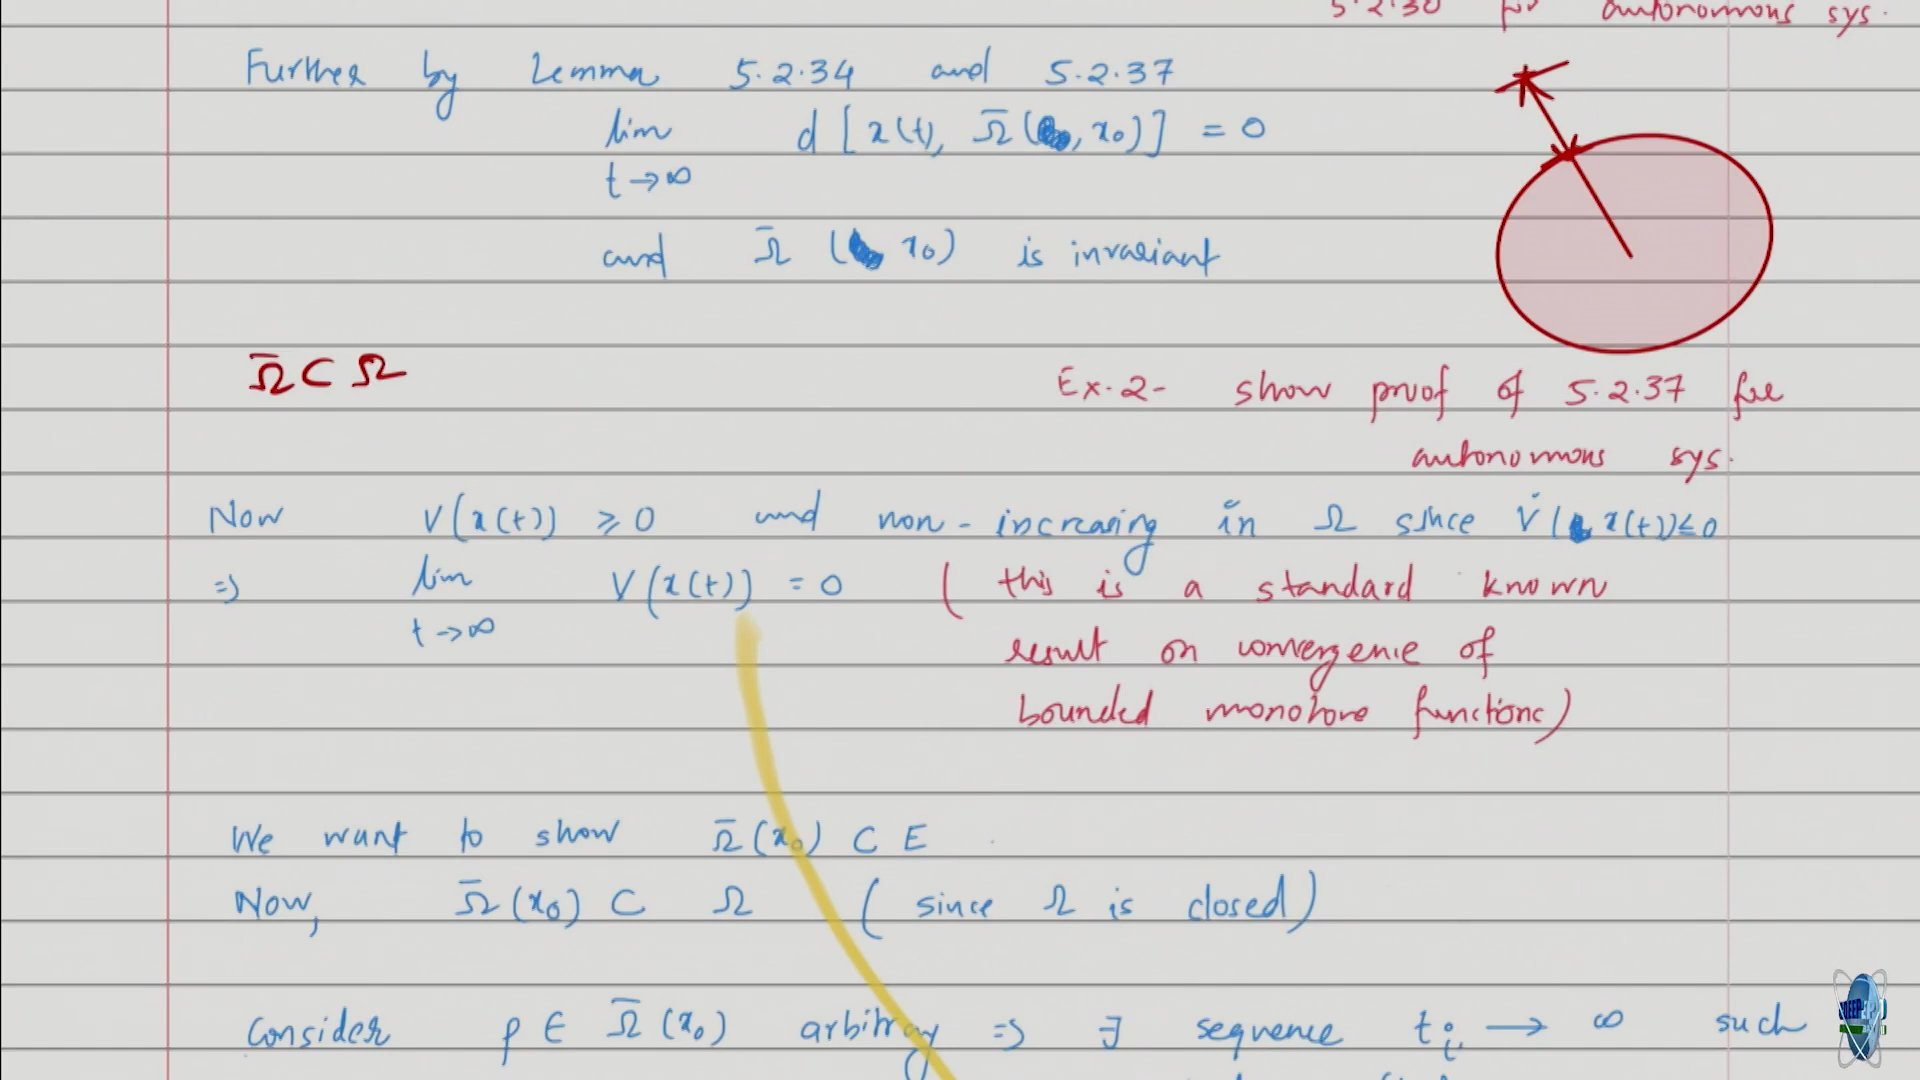 5.2.30 for autonomous sys.
Further by Lemma 5.2.34 and 5.2.37
lim d [x(t), Ω̄(, x0)] = 0
t → ∞
and Ω̄ ( x0) is invariant
Ω̄ ⊂ Ω
Ex. 2 - show proof of 5.2.37 for
autonomous sys.
Now V(x(t)) ⩾ 0 and non-increasing in Ω since V̇( x(t)) ≤ 0
⇒ lim V(x(t)) = 0 ( this is a standard known
t → ∞
result on convergence of
bounded monotone functions)
We want to show Ω̄(x0) ⊂ E
Now, Ω̄(x0) ⊂ Ω ( since Ω is closed)
Consider p ∈ Ω̄(x0) arbitray ⇒ ∃ sequence ti → ∞ such